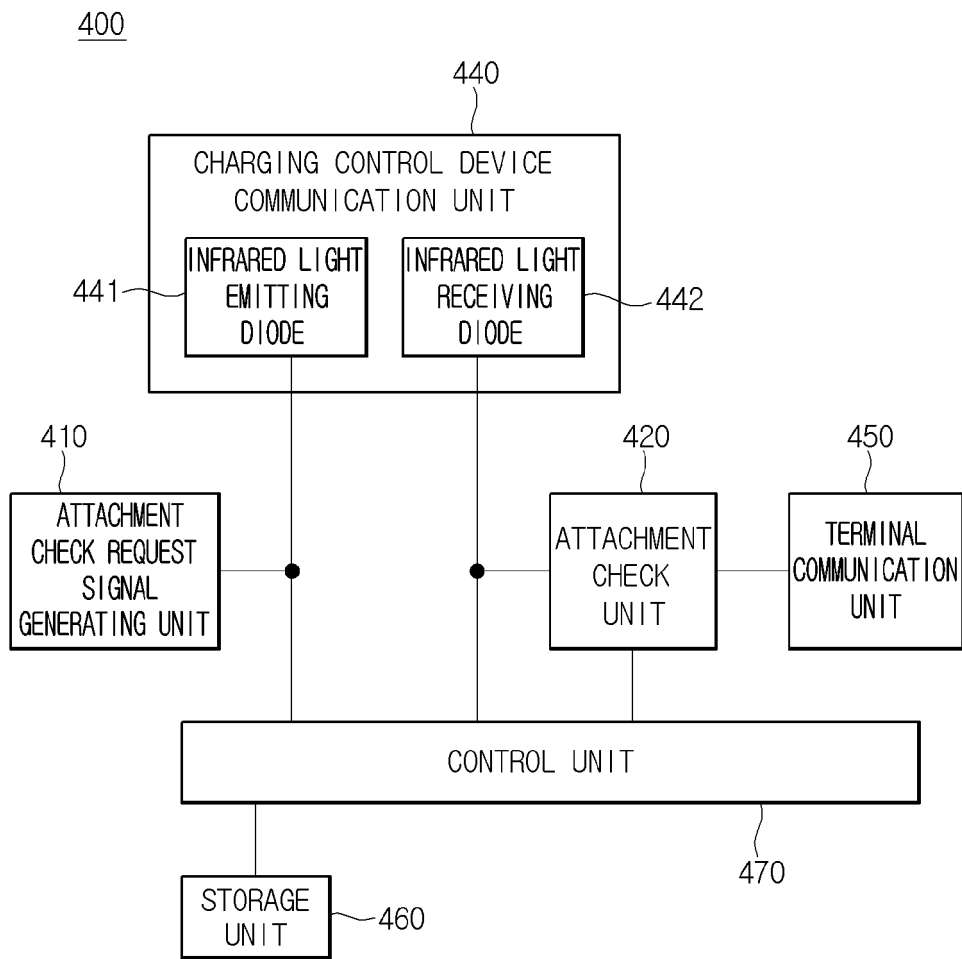 400
440
CHARGING CONTROL DEVICE
COMMUNICATION UNIT
INFRARED LIGHT
EMITTING
DIODE
INFRARED LIGHT
RECEIVING
DIODE
441
442
410
420
450
ATTACHMENT
CHECK REQUEST
SIGNAL
GENERATING UNIT
ATTACHMENT
CHECK
UNIT
TERMINAL
COMMUNICATION
UNIT
CONTROL UNIT
470
STORAGE
UNIT
460